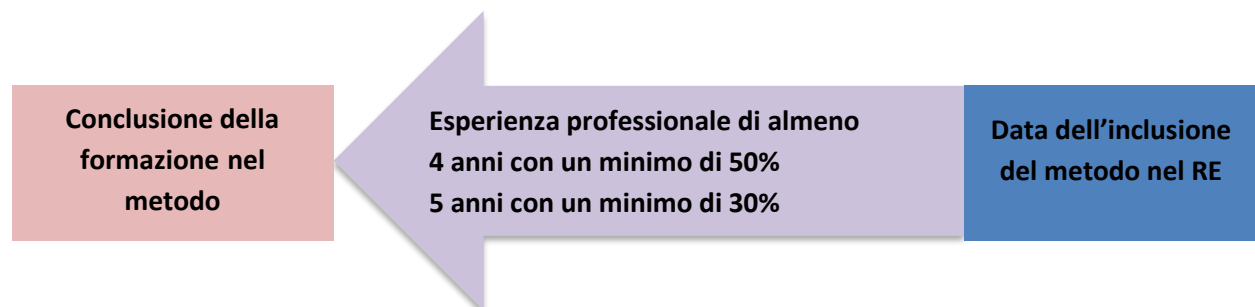 Conclusione della
formazione nel
metodo
Esperienza professionale di almeno
4 anni con un minimo di 50%
5 anni con un minimo di 30%
Data dell’inclusione
del metodo nel RE